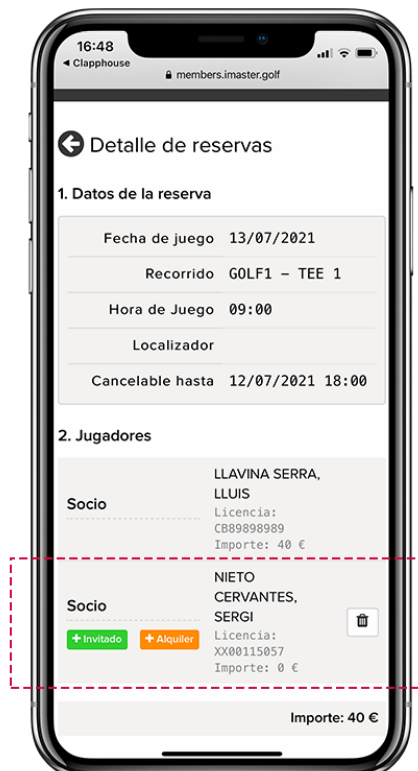 16:48
◀ Clapphouse
members.imaster.golf
Detalle de reservas
1. Datos de la reserva
Fecha de juego 13/07/2021
Recorrido GOLF1 – TEE 1
Hora de Juego 09:00
Localizador
Cancelable hasta 12/07/2021 18:00
2. Jugadores
Socio
LLAVINA SERRA,
LLUIS
Licencia:
CB89898989
Importe: 40 €
Socio
+ Invitado
+ Alquiler
NIETO
CERVANTES,
SERGI
Licencia:
XX00115057
Importe: 0 €
Importe: 40 €